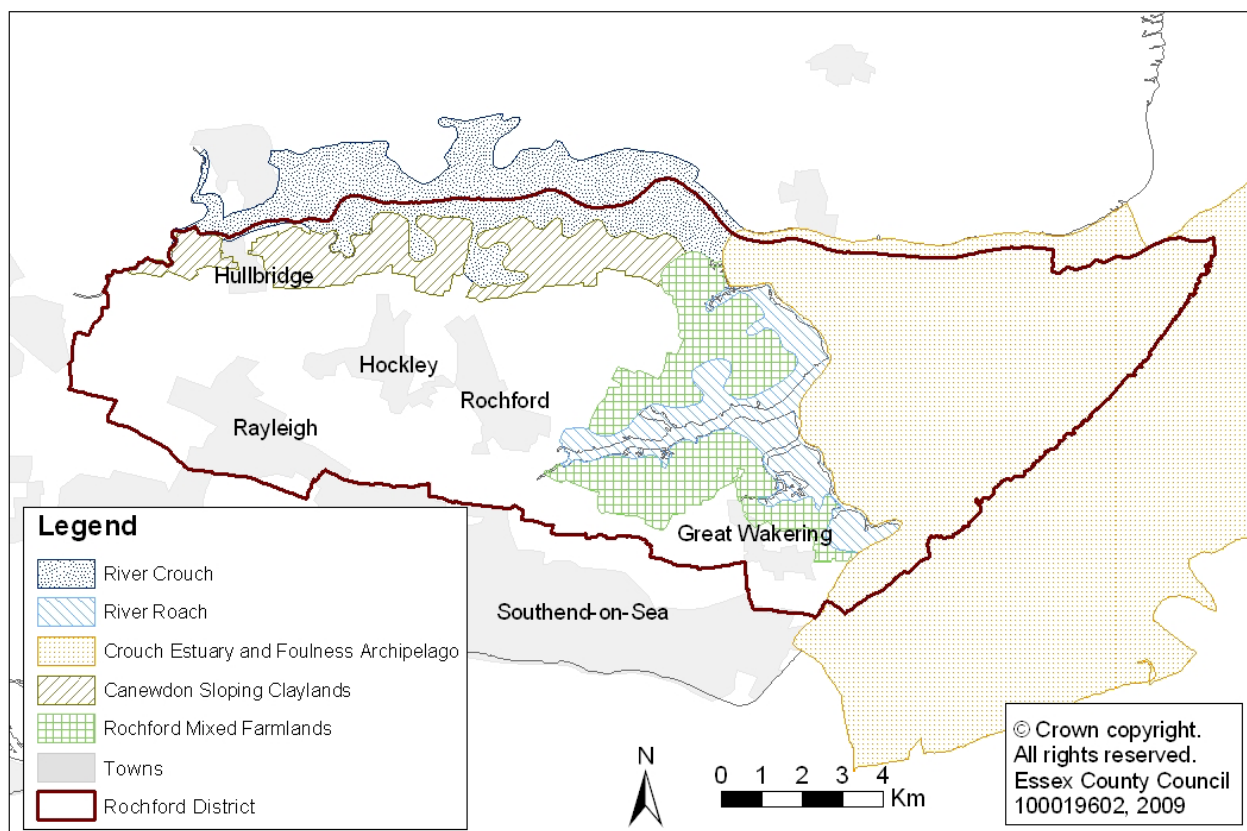 Hullbridge
Hockley
Rochford
Rayleigh
Great Wakering
Southend-on-Sea
Legend
River Crouch
River Roach
Crouch Estuary and Foulness Archipelago
Canewdon Sloping Claylands
Rochford Mixed Farmlands
Towns
Rochford District
N
0 1 2 3 4
Km
© Crown copyright.
All rights reserved.
Essex County Council
100019602, 2009